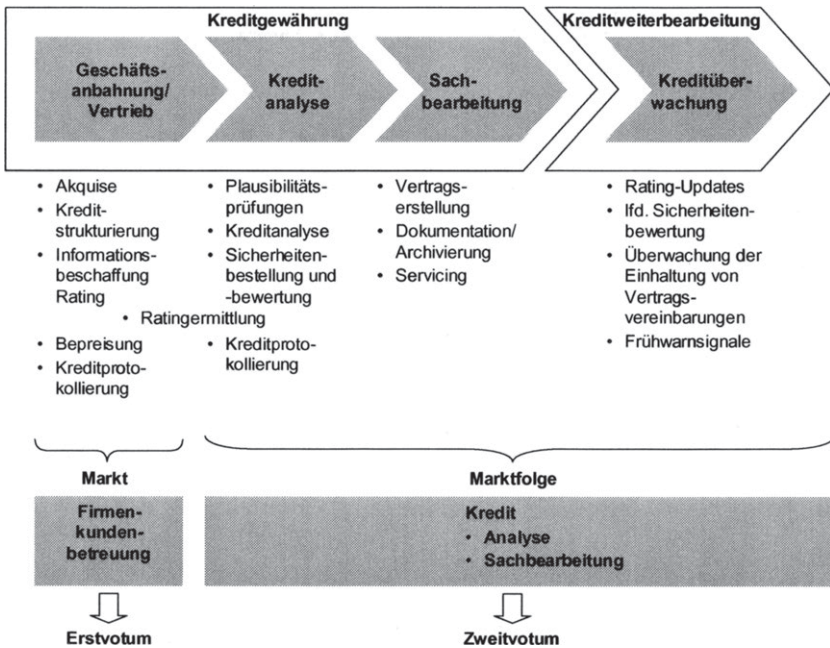 Kreditgewährung
Kreditweiterbearbeitung
Geschäfts-
anbahnung/
Vertrieb
Kredit-
analyse
Sach-
bearbeitung
Kreditüber-
wachung
• Akquise
• Kredit-
strukturierung
• Informations-
beschaffung
Rating
• Plausibilitäts-
prüfungen
• Kreditanalyse
• Sicherheiten-
bestellung und
-bewertung
• Ratingermittlung
• Bepreisung
• Kreditproto-
kollierung
• Kreditproto-
kollierung
• Vertrags-
erstellung
• Dokumentation/
Archivierung
• Servicing
• Rating-Updates
• lfd. Sicherheiten-
bewertung
• Überwachung der
Einhaltung von
Vertrags-
vereinbarungen
• Frühwarnsignale
Markt
Marktfolge
Firmen-
kunden-
betreuung
Kredit
• Analyse
• Sachbearbeitung
Erstvotum
Zweitvotum